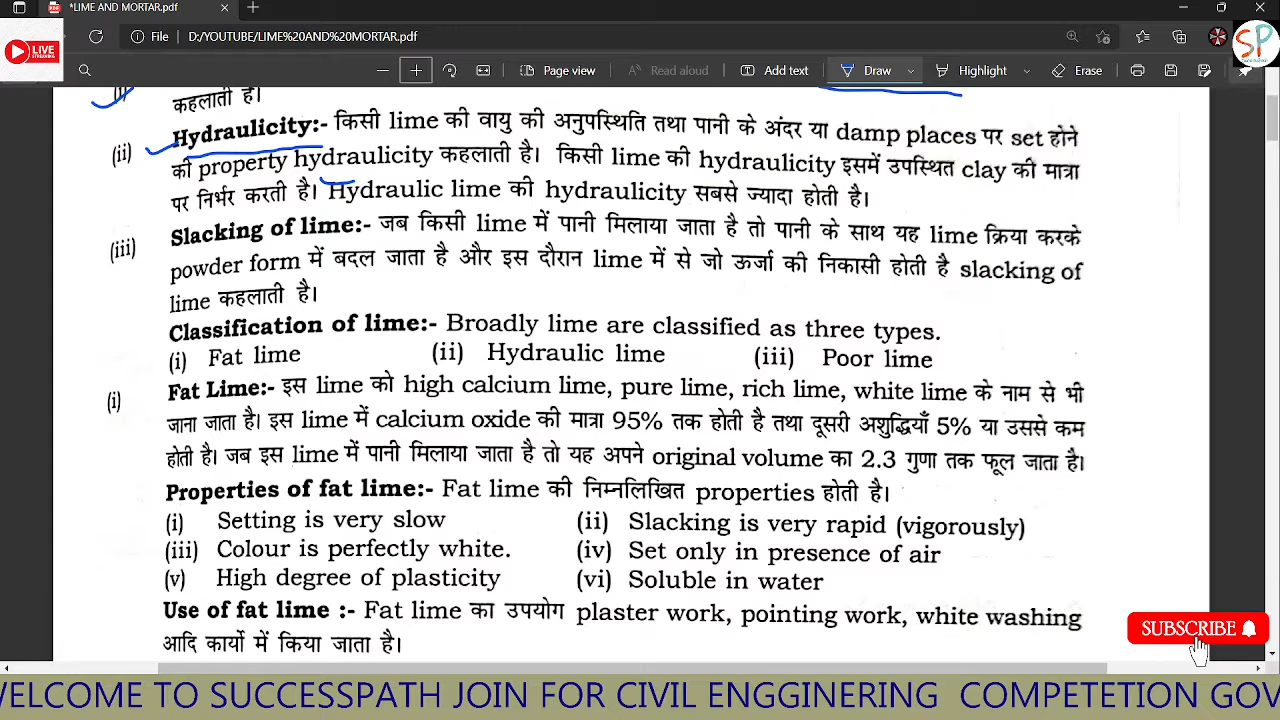 *LIME AND MORTAR.pdf
LIVE
STREAMING
File D:/YOUTUBE/LIME%20AND%20MORTAR.pdf
SP
Page view Read aloud Add text Draw Highlight Erase
कहलाती है।
(ii) Hydraulicity:- किसी lime की वायु की अनुपस्थिति तथा पानी के अंदर या damp places पर set होने
की property hydraulicity कहलाती है। किसी lime की hydraulicity इसमें उपस्थित clay की मात्रा
पर निर्भर करती है। Hydraulic lime की hydraulicity सबसे ज्यादा होती है।
(iii) Slacking of lime:- जब किसी lime में पानी मिलाया जाता है तो पानी के साथ यह lime क्रिया करके
powder form में बदल जाता है और इस दौरान lime में से जो ऊर्जा की निकासी होती है slacking of
lime कहलाती है।
Classification of lime:- Broadly lime are classified as three types.
(i) Fat lime (ii) Hydraulic lime (iii) Poor lime
(i) Fat Lime:- इस lime को high calcium lime, pure lime, rich lime, white lime के नाम से भी
जाना जाता है। इस lime में calcium oxide की मात्रा 95% तक होती है तथा दूसरी अशुद्धियाँ 5% या उससे कम
होती है। जब इस lime में पानी मिलाया जाता है तो यह अपने original volume का 2.3 गुणा तक फूल जाता है।
Properties of fat lime:- Fat lime की निम्नलिखित properties होती है।
(i) Setting is very slow (ii) Slacking is very rapid (vigorously)
(iii) Colour is perfectly white. (iv) Set only in presence of air
(v) High degree of plasticity (vi) Soluble in water
Use of fat lime :- Fat lime का उपयोग plaster work, pointing work, white washing
आदि कार्यो में किया जाता है।
SUBSCRIBE
WELCOME TO SUCCESSPATH JOIN FOR CIVIL ENGGINERING COMPETETION GOV